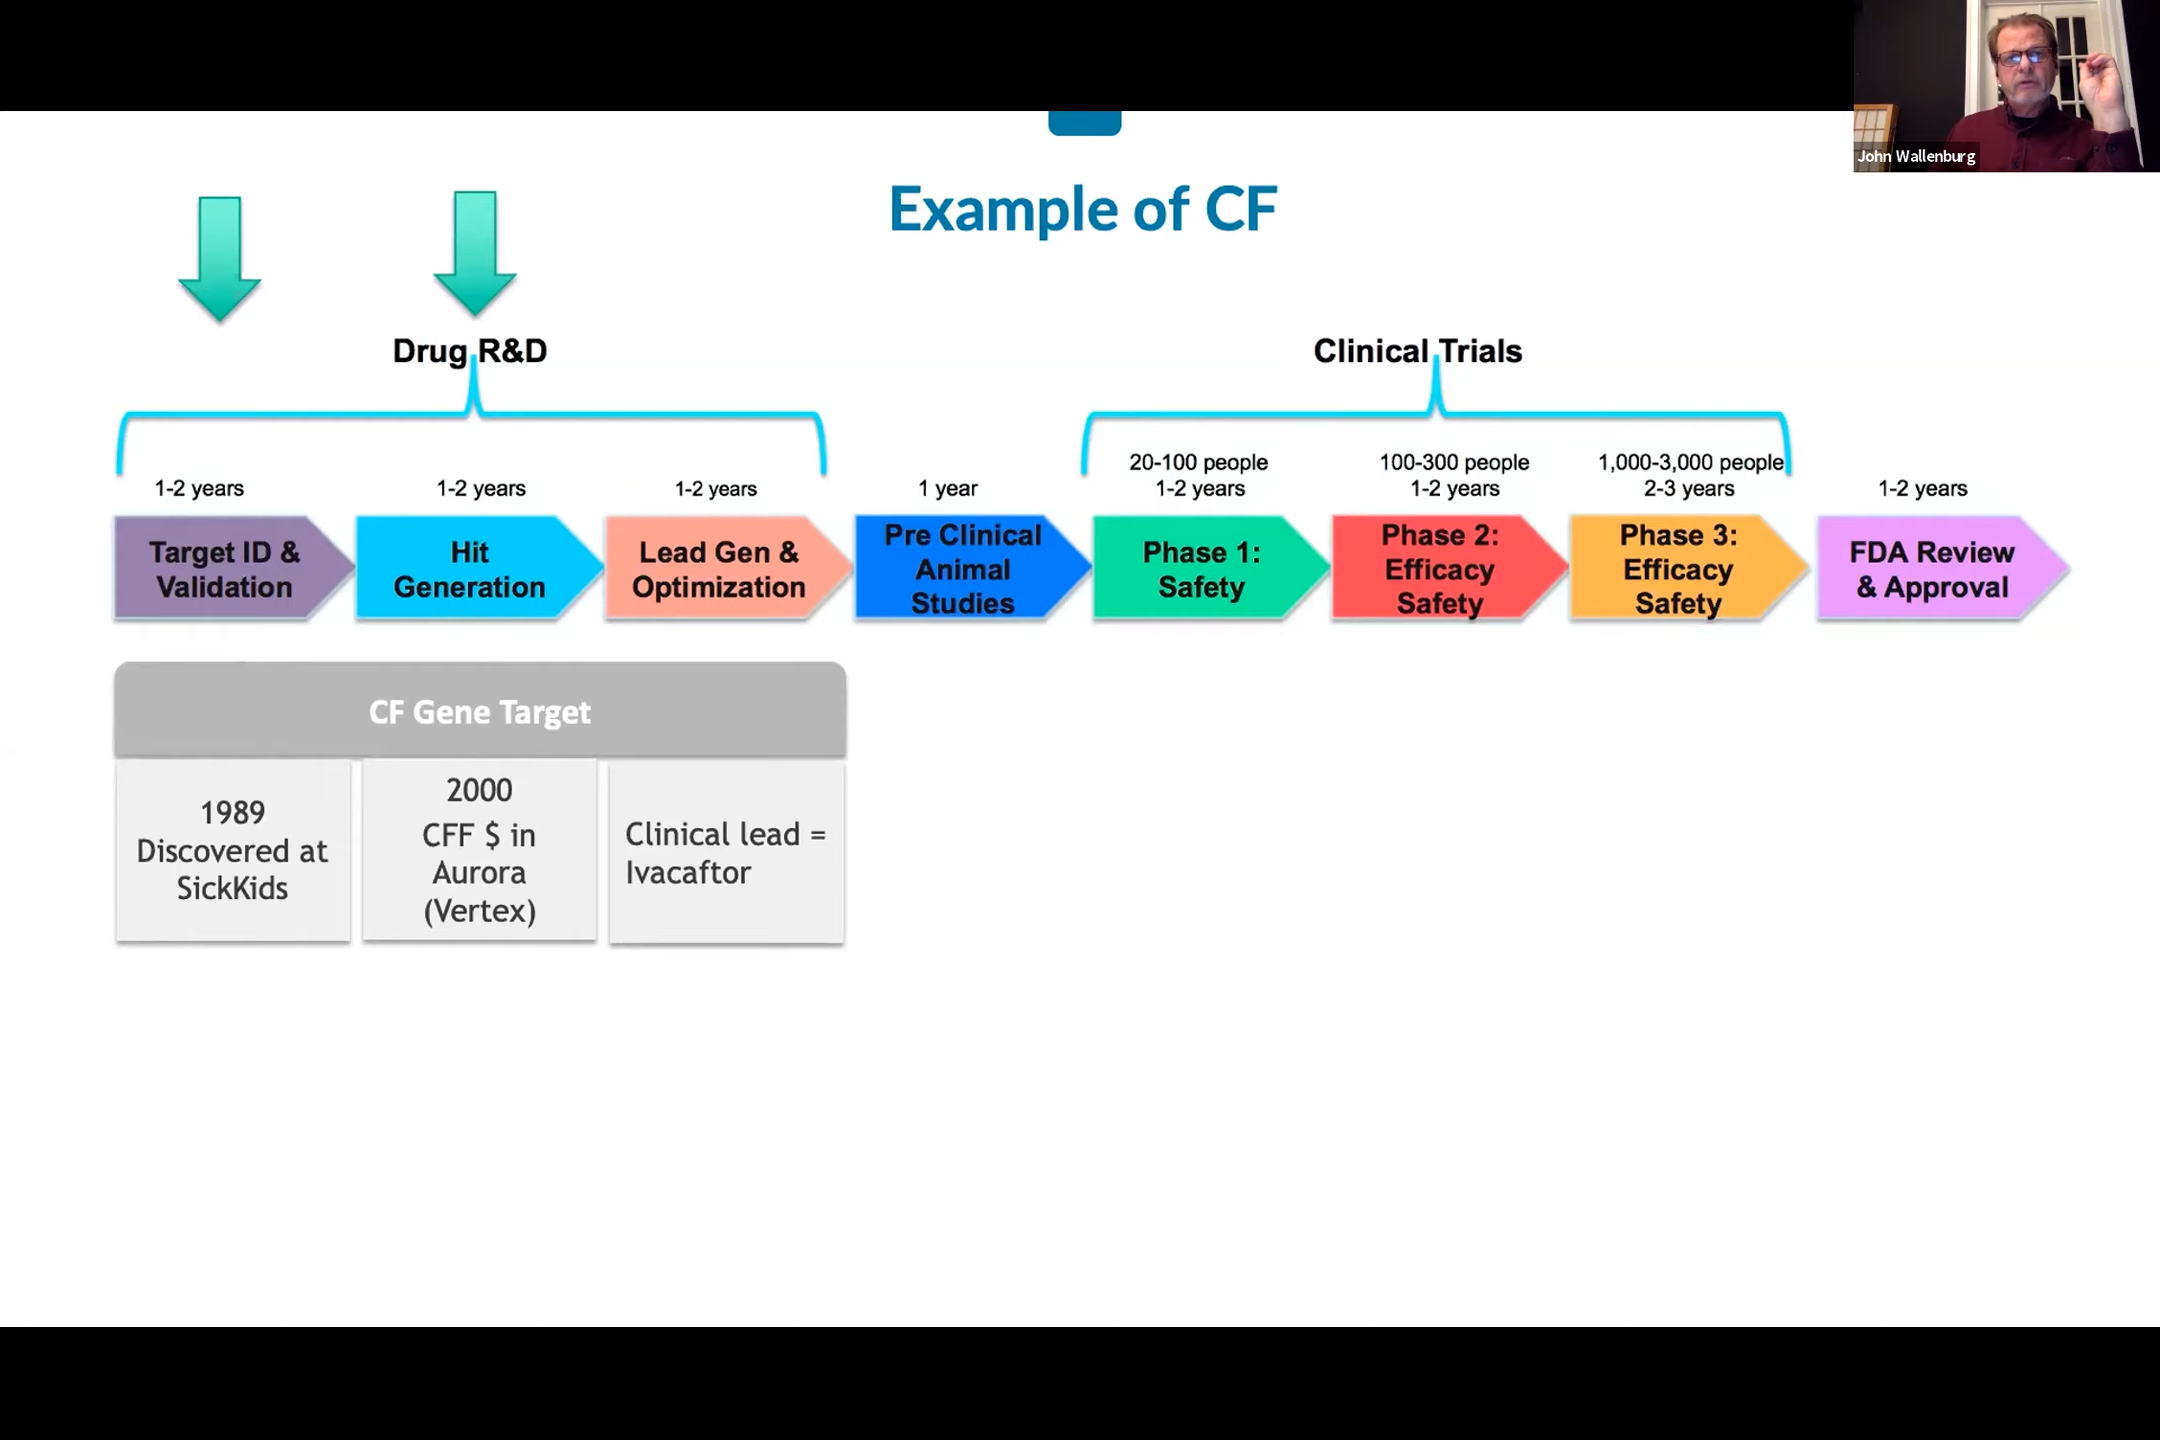 John Wallenburg
Example of CF
Drug R&D
Clinical Trials
1-2 years
1-2 years
1-2 years
1 year
20-100 people
1-2 years
100-300 people
1-2 years
1,000-3,000 people
2-3 years
1-2 years
Target ID &
Validation
Hit
Generation
Lead Gen &
Optimization
Pre Clinical
Animal
Studies
Phase 1:
Safety
Phase 2:
Efficacy
Safety
Phase 3:
Efficacy
Safety
FDA Review
& Approval
CF Gene Target
1989
Discovered at
SickKids
2000
CFF $ in
Aurora
(Vertex)
Clinical lead =
Ivacaftor